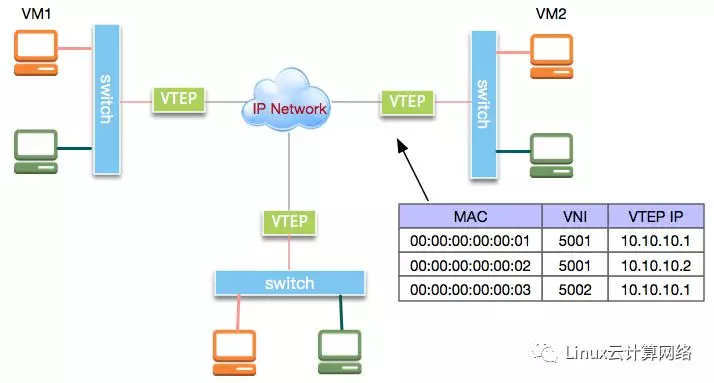 VM1
VM2
switch
VTEP
IP Network
VTEP
switch
VTEP
switch
MAC VNI VTEP IP
00:00:00:00:00:01 5001 10.10.10.1
00:00:00:00:00:02 5001 10.10.10.2
00:00:00:00:00:03 5002 10.10.10.1
Linux云计算网络